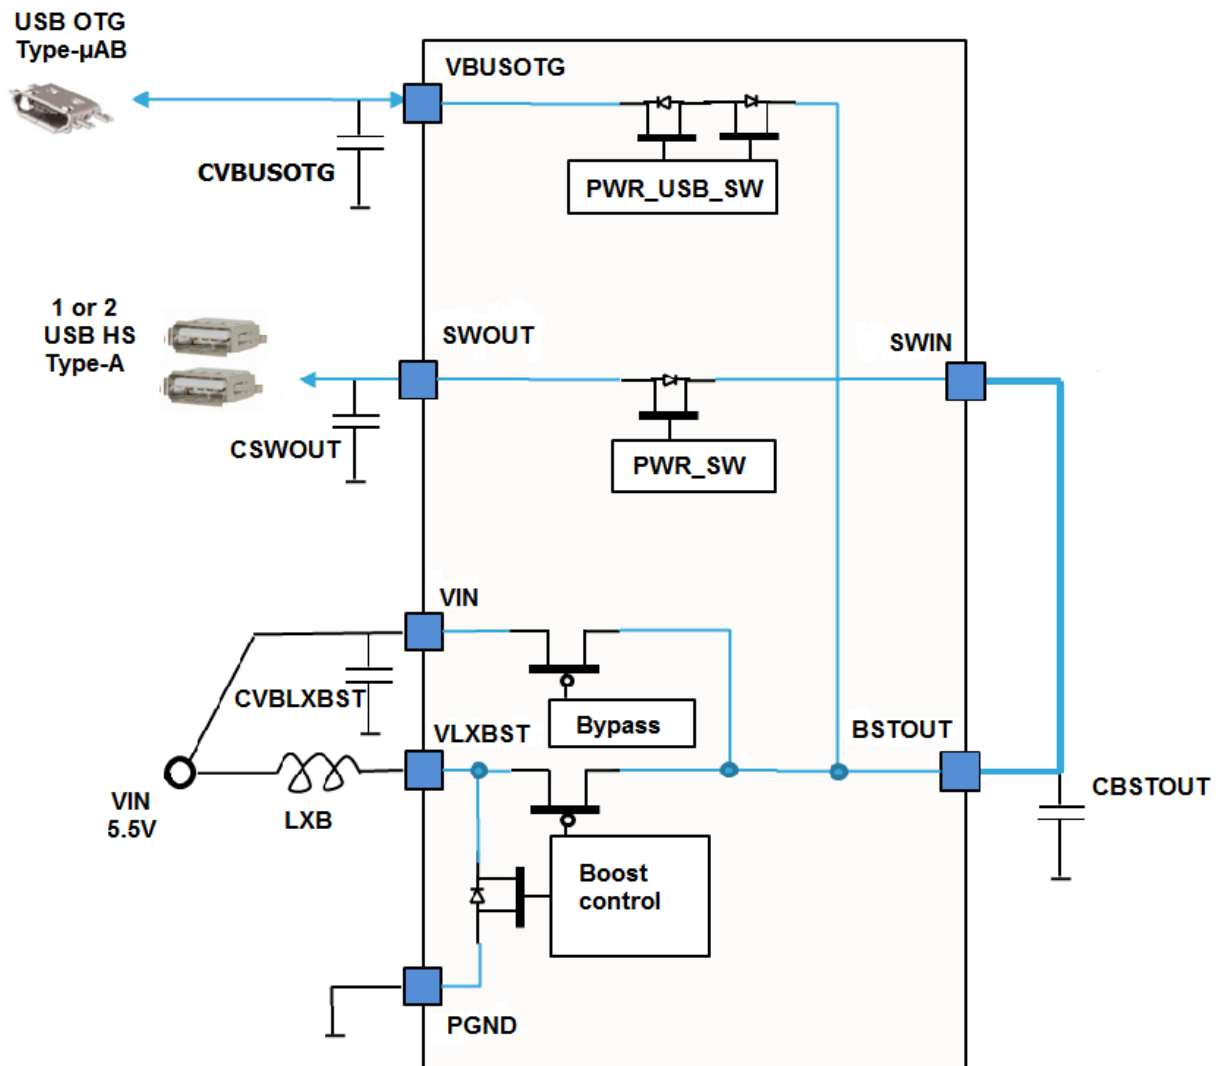 USB OTG
Type-µAB
VBUSOTG
CVBUSOTG
PWR_USB_SW
1 or 2
USB HS
Type-A
SWOUT
SWIN
CSWOUT
PWR_SW
VIN
CVBLXBST
Bypass
VLXBST
BSTOUT
VIN
5.5V
LXB
CBSTOUT
Boost
control
PGND